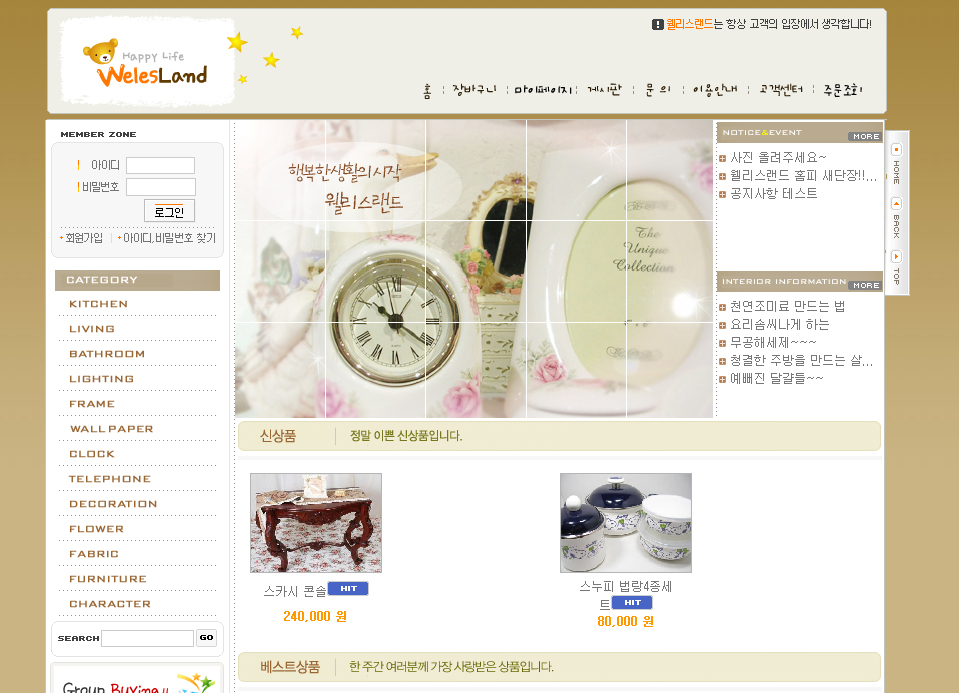 웰리스랜드는 항상 고객의 입장에서 생각합니다!
Happy Life
WelesLand
홈 장바구니 마이페이지 게시판 문의 이용안내 고객센터 주문조회
MEMBER ZONE
아이디
비밀번호
로그인
회원가입 아이디,비밀번호 찾기
CATEGORY
KITCHEN
LIVING
BATHROOM
LIGHTING
FRAME
WALLPAPER
CLOCK
TELEPHONE
DECORATION
FLOWER
FABRIC
FURNITURE
CHARACTER
SEARCH GO
Group Buying!!
행복한생활의시작
웰리스랜드
The
Unique
Collection
NOTICE&EVENT MORE
사진 올려주세요~
웰리스랜드 홈피 새단장!!...
공지사항 테스트
INTERIOR INFORMATION MORE
천연조미료 만드는 법
요리솜씨나게 하는
무공해세제~~~
청결한 주방을 만드는 살...
예뻐진 달걀들~~
HOME
BACK
TOP
신상품 정말 이쁜 신상품입니다.
스카시 콘솔 HIT
240,000 원
스누피 법랑4종세
트 HIT
80,000 원
베스트상품 한 주간 여러분께 가장 사랑받은 상품입니다.